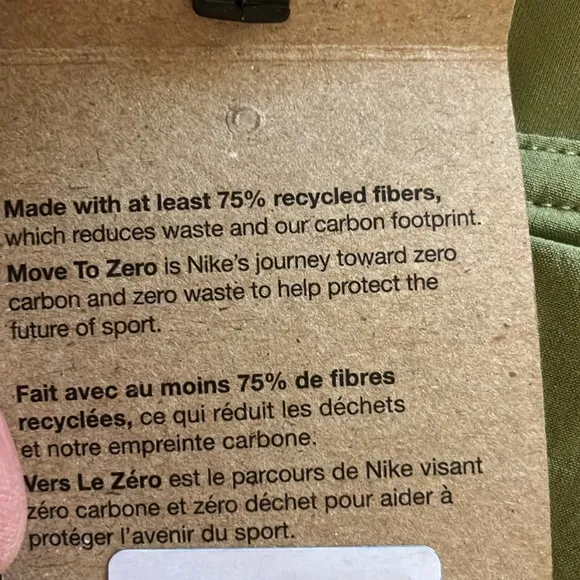 Made with at least 75% recycled fibers,
which reduces waste and our carbon footprint.
Move To Zero is Nike's journey toward zero
carbon and zero waste to help protect the
future of sport.
Fait avec au moins 75% de fibres
recyclées, ce qui réduit les déchets
et notre empreinte carbone.
Vers Le Zéro est le parcours de Nike visant
zéro carbone et zéro déchet pour aider à
protéger l'avenir du sport.